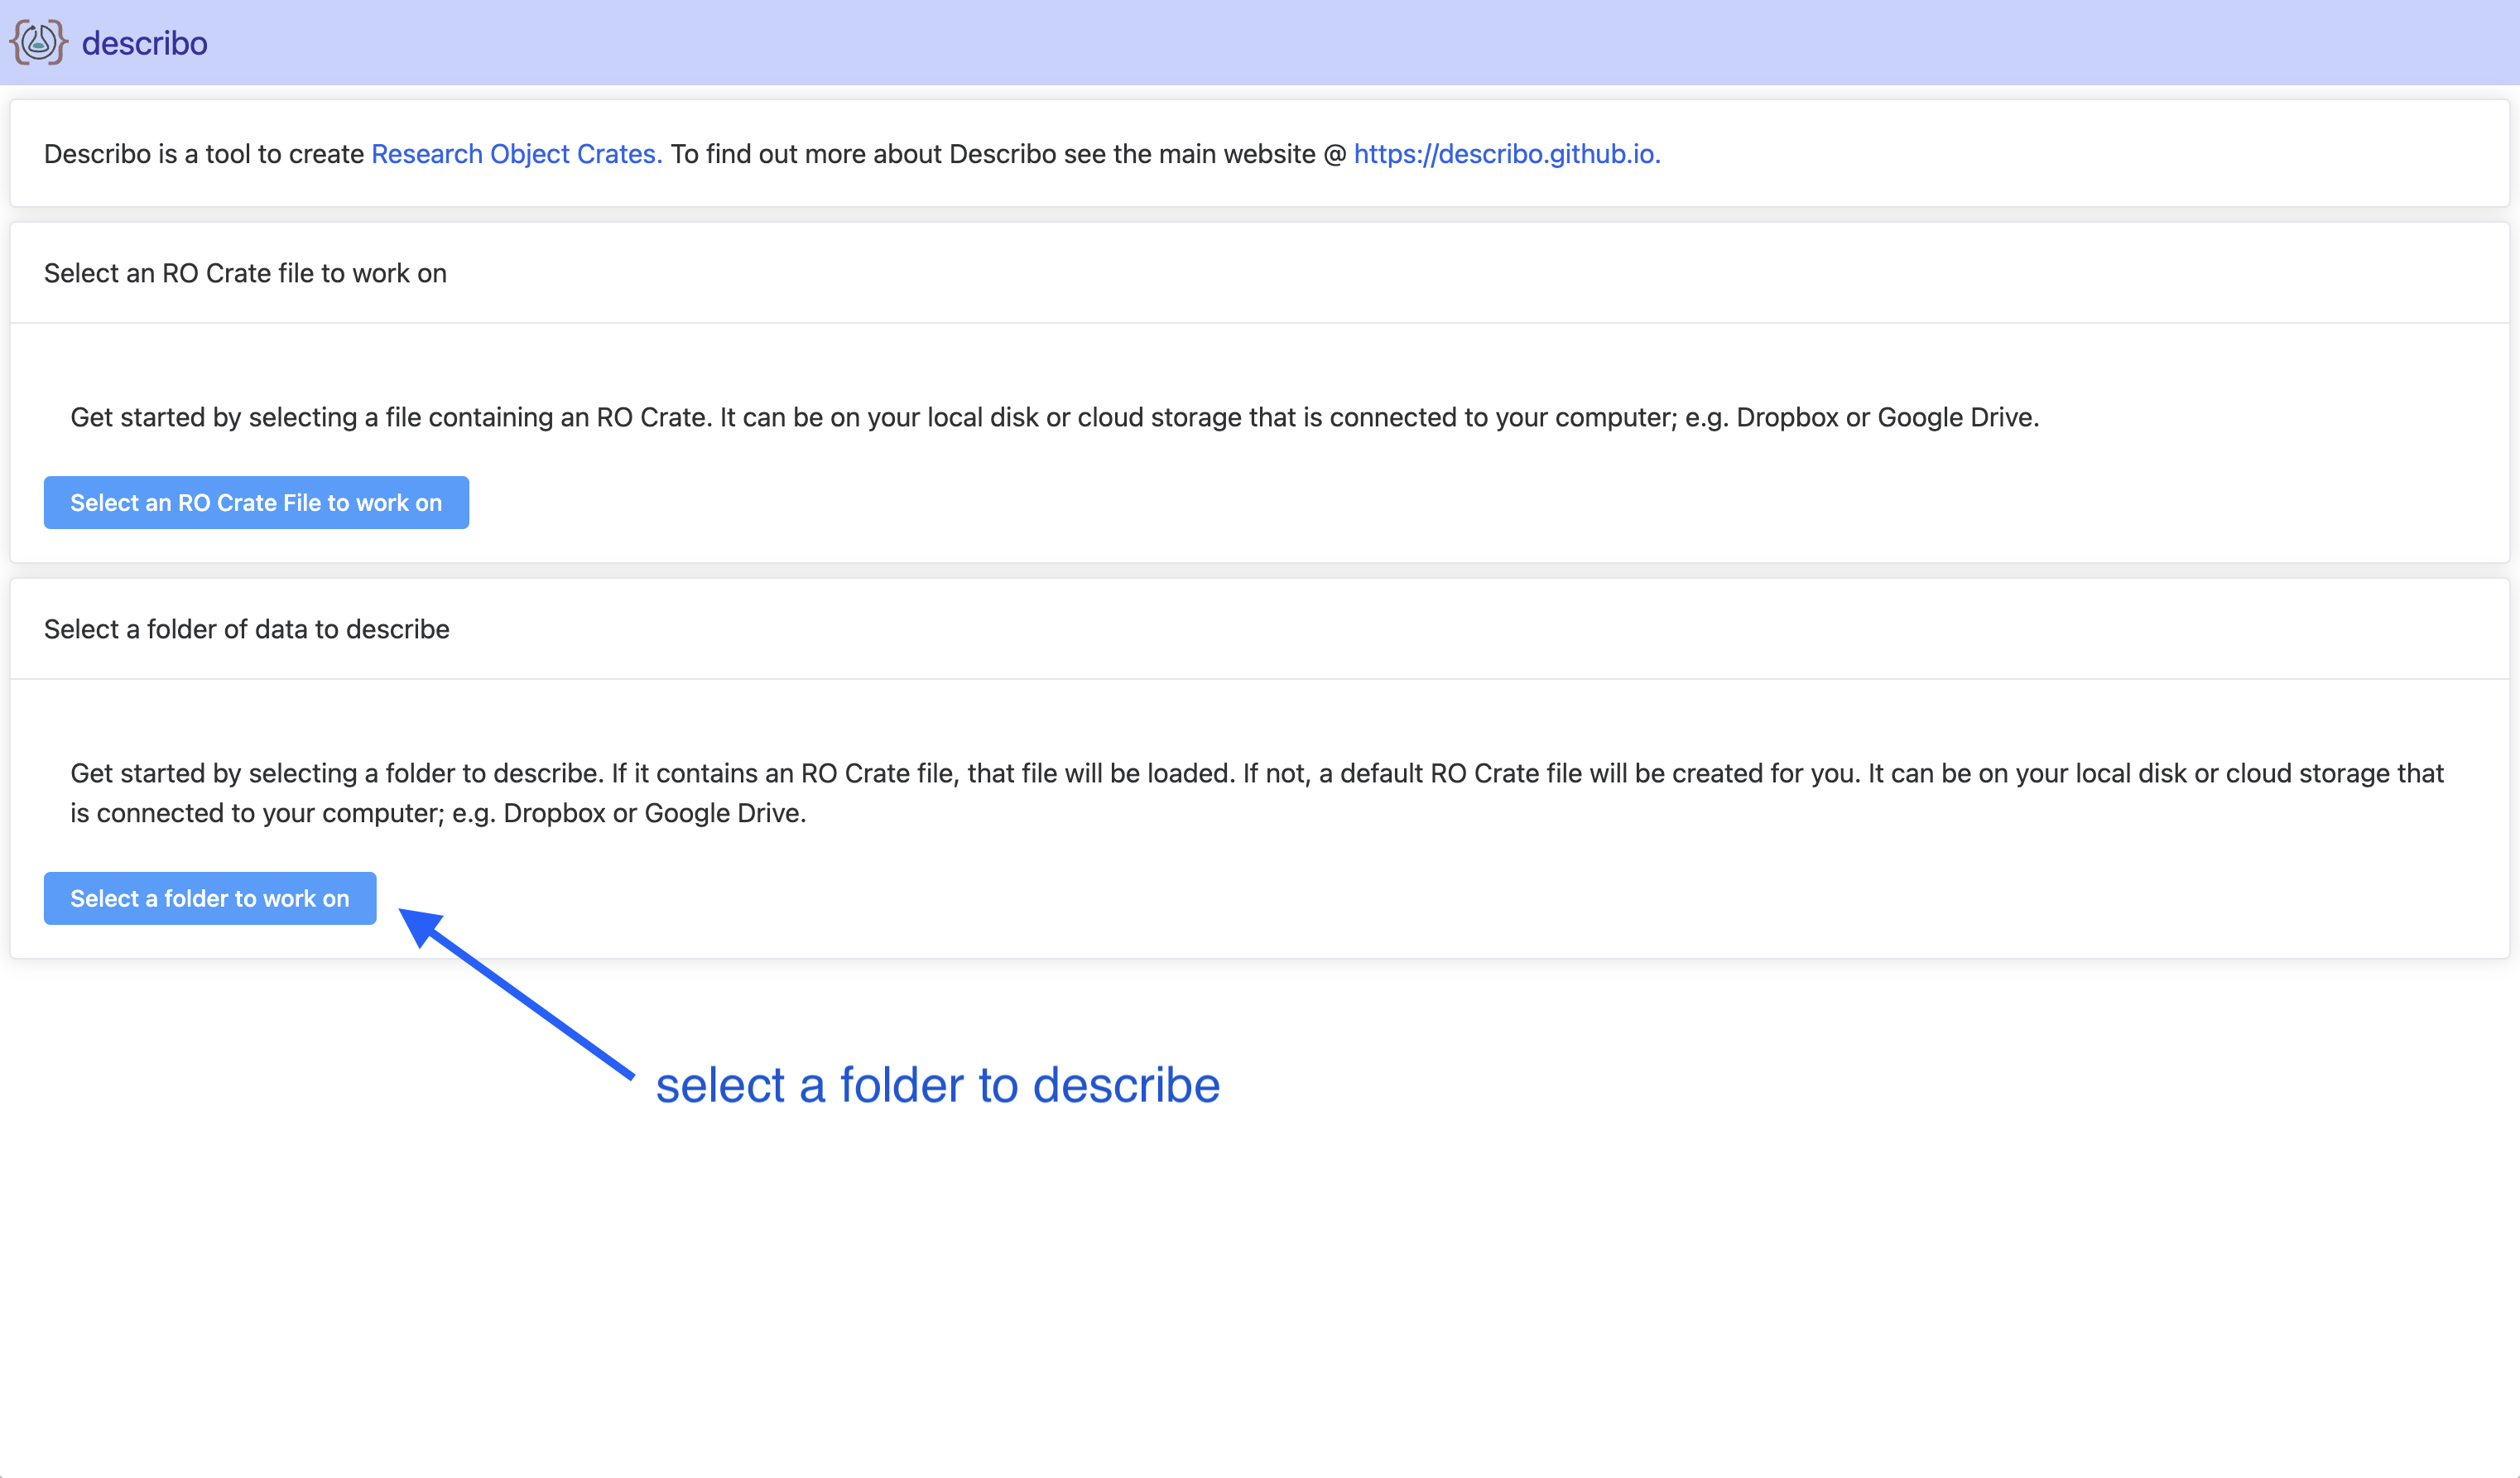 describo
Describo is a tool to create Research Object Crates. To find out more about Describo see the main website @ https://describo.github.io.
Select an RO Crate file to work on
Get started by selecting a file containing an RO Crate. It can be on your local disk or cloud storage that is connected to your computer; e.g. Dropbox or Google Drive.
Select an RO Crate File to work on
Select a folder of data to describe
Get started by selecting a folder to describe. If it contains an RO Crate file, that file will be loaded. If not, a default RO Crate file will be created for you. It can be on your local disk or cloud storage that
is connected to your computer; e.g. Dropbox or Google Drive.
Select a folder to work on
select a folder to describe